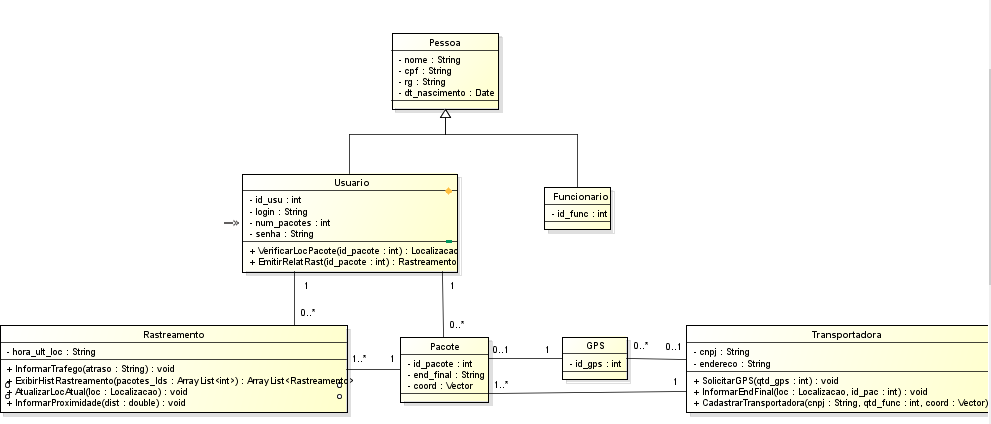 Pessoa
- nome : String
- cpf : String
- rg : String
- dt_nascimento : Date
Usuario
- id_usu : int
- login : String
- num_pacotes : int
- senha : String
+ VerificarLocPacote(id_pacote : int) : Localizacao
+ EmitirRelatRast(id_pacote : int) : Rastreamento
Funcionario
- id_func : int
1
0..*
1
0..*
Rastreamento
- hora_ult_loc : String
+ InformarTrafego(atraso : String) : void
+ ExibirHistRastreamento(pacotes_Ids : ArrayList<int>) : ArrayList<Rastreamento>
+ AtualizarLocAtual(loc : Localizacao) : void
+ InformarProximidade(dist : double) : void
1..*
1
Pacote
- id_pacote : int
- end_final : String
- coord : Vector
0..1
1
1..*
1
GPS
- id_gps : int
0..*
0..1
Transportadora
- cnpj : String
- endereco : String
+ SolicitarGPS(qtd_gps : int) : void
+ InformarEndFinal(loc : Localizacao, id_pac : int) : void
+ CadastrarTransportadora(cnpj : String, qtd_func : int, coord : Vector)